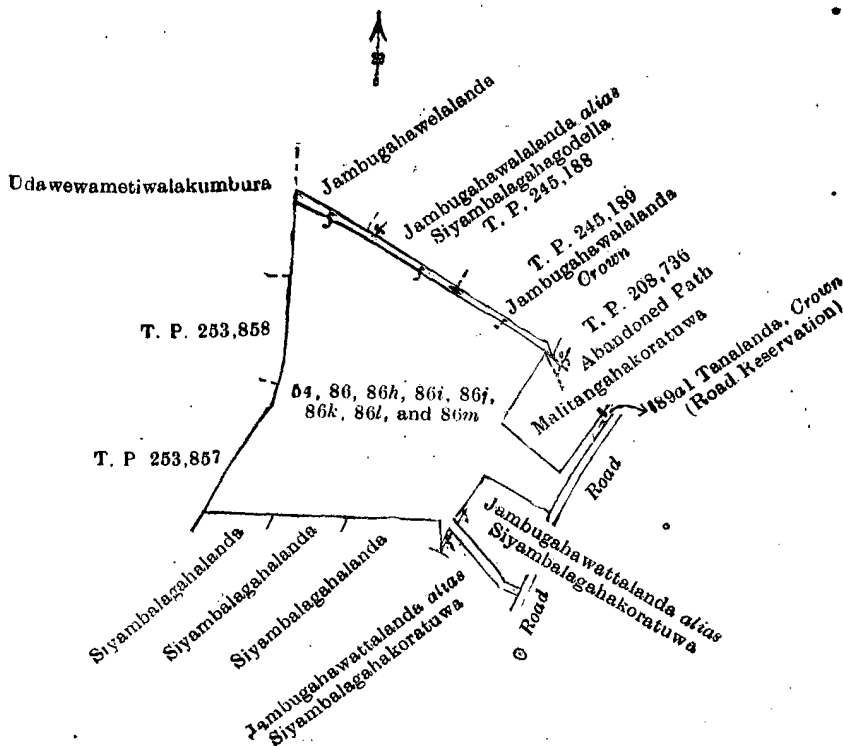 Jambugahawelalanda
Jambugahawalalanda alias
Siyambalagahagodella
T. P. 245,188
Udawewametiwalakumbura
T. P. 245,189
Jambugahawalalanda
Crown
T. P. 208,736
Abandoned Path
Malitangahakoratuwa
189a1 Tanalanda, Crown
(Road Reservation)
T. P. 253,858
54, 86, 86h, 86i, 86j,
86k, 86l, and 86m
T. P 253,857
Road
Jambugahawattalanda alias
Siyambalagahakoratuwa
Siyambalagahalanda
Siyambalagahalanda
Siyambalagahalanda
Jambugahawattalanda alias
Siyambalagahakoratuwa
Road